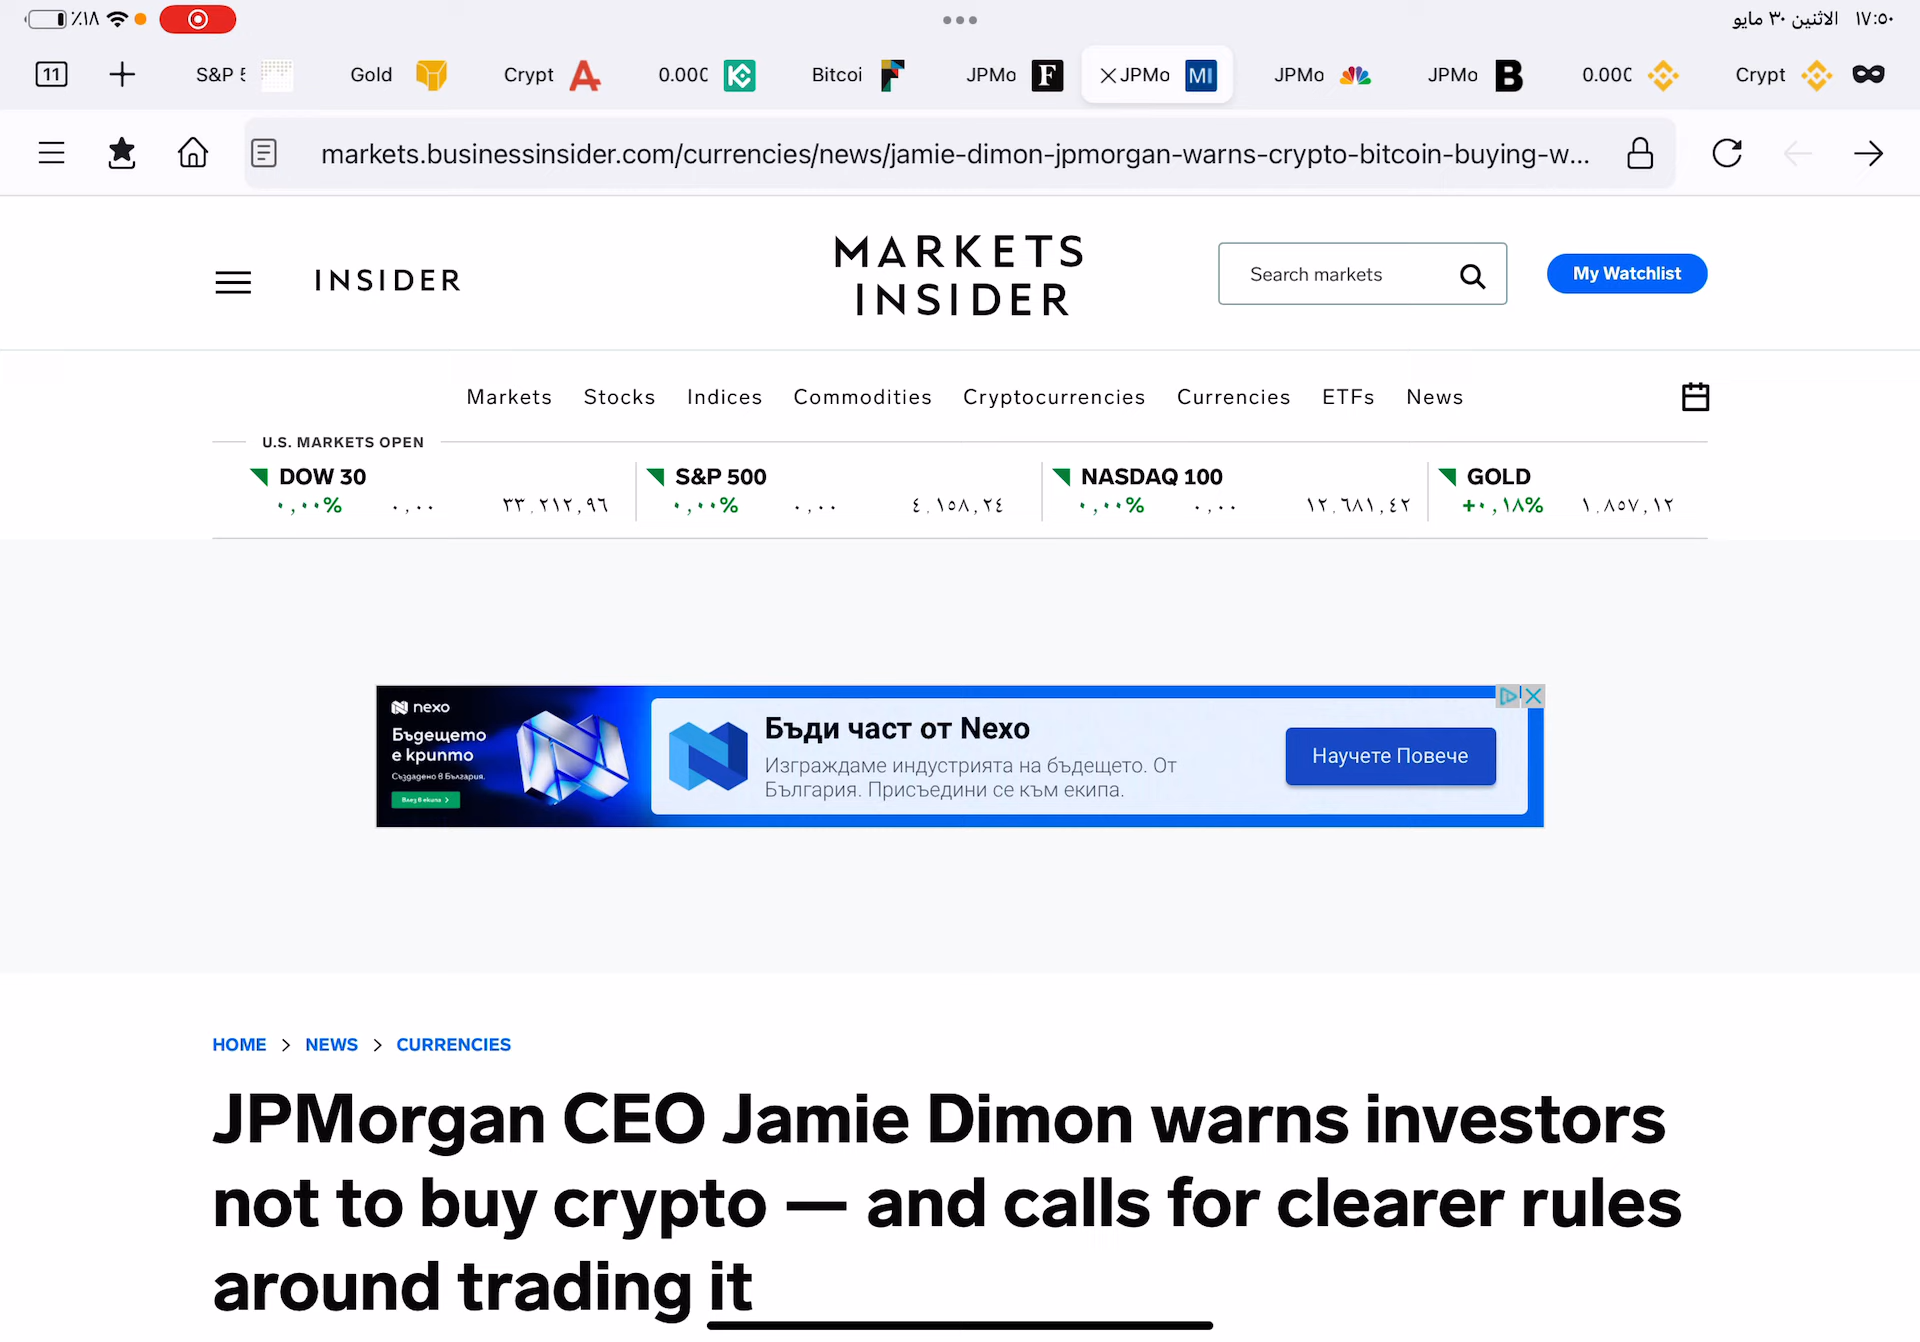 ٪١٨
الاثنين ٣٠ مايو ١٧:٥٠
11
S&P 5
Gold
Crypt
0.00
Bitcoi
JPMo
JPMo
MI
JPMo
JPMo
0.00
Crypt
markets.businessinsider.com/currencies/news/jamie-dimon-jpmorgan-warns-crypto-bitcoin-buying-w...
INSIDER
MARKETS
INSIDER
Search markets
My Watchlist
Markets Stocks Indices Commodities Cryptocurrencies Currencies ETFs News
U.S. MARKETS OPEN
DOW 30
٠,٠٠% ٠,٠٠ ٣٣.٢١٢,٩٦
S&P 500
٠,٠٠% ٠,٠٠ ٤.١٥٨,٢٤
NASDAQ 100
٠,٠٠% ٠,٠٠ ١٢.٦٨١,٤٢
GOLD
+٠,١٨% ١.٨٥٧,١٢
nexo
Бъдещето
е крипто
Създадено в България.
Влез в екипа
Бъди част от Nexo
Изграждаме индустрията на бъдещето. От
България. Присъедини се към екипа.
Научете Повече
HOME > NEWS > CURRENCIES
JPMorgan CEO Jamie Dimon warns investors
not to buy crypto — and calls for clearer rules
around trading it